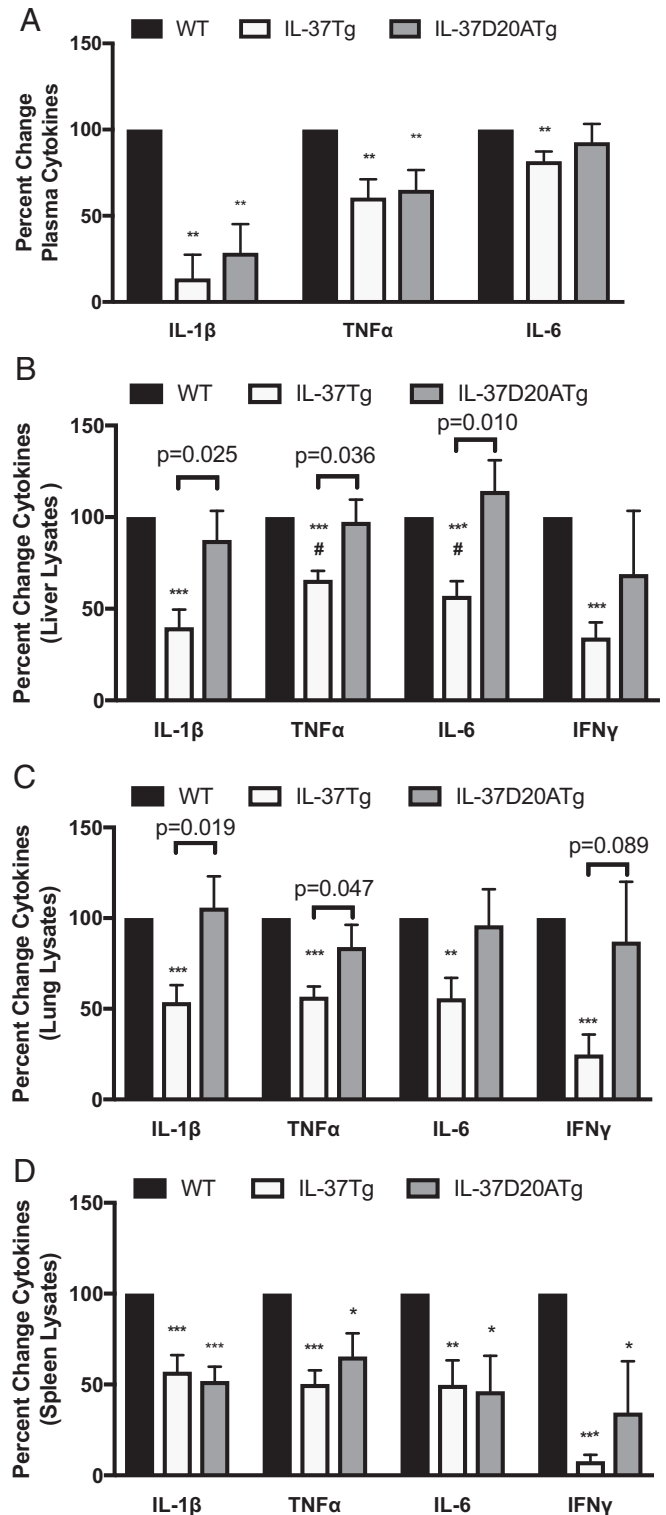 A
WT IL-37Tg IL-37D20ATg
Percent Change
Plasma Cytokines
150
100
50
0
** ** ** ** **
IL-1β TNFα IL-6
B
WT IL-37Tg IL-37D20ATg
Percent Change Cytokines
(Liver Lysates )
150
100
50
0
p=0.025 p=0.036 p=0.010
*** *** *** ***
# #
IL-1β TNFα IL-6 IFNγ
C
WT IL-37Tg IL-37D20ATg
Percent Change Cytokines
(Lung Lysates)
150
100
50
0
p=0.019 p=0.047 p=0.089
*** *** ** ***
IL-1β TNFα IL-6 IFNγ
D
WT IL-37Tg IL-37D20ATg
Percent Change Cytokines
(Spleen Lysates)
150
100
50
0
*** *** *** * ** * *** *
IL-1β TNFα IL-6 IFNγ